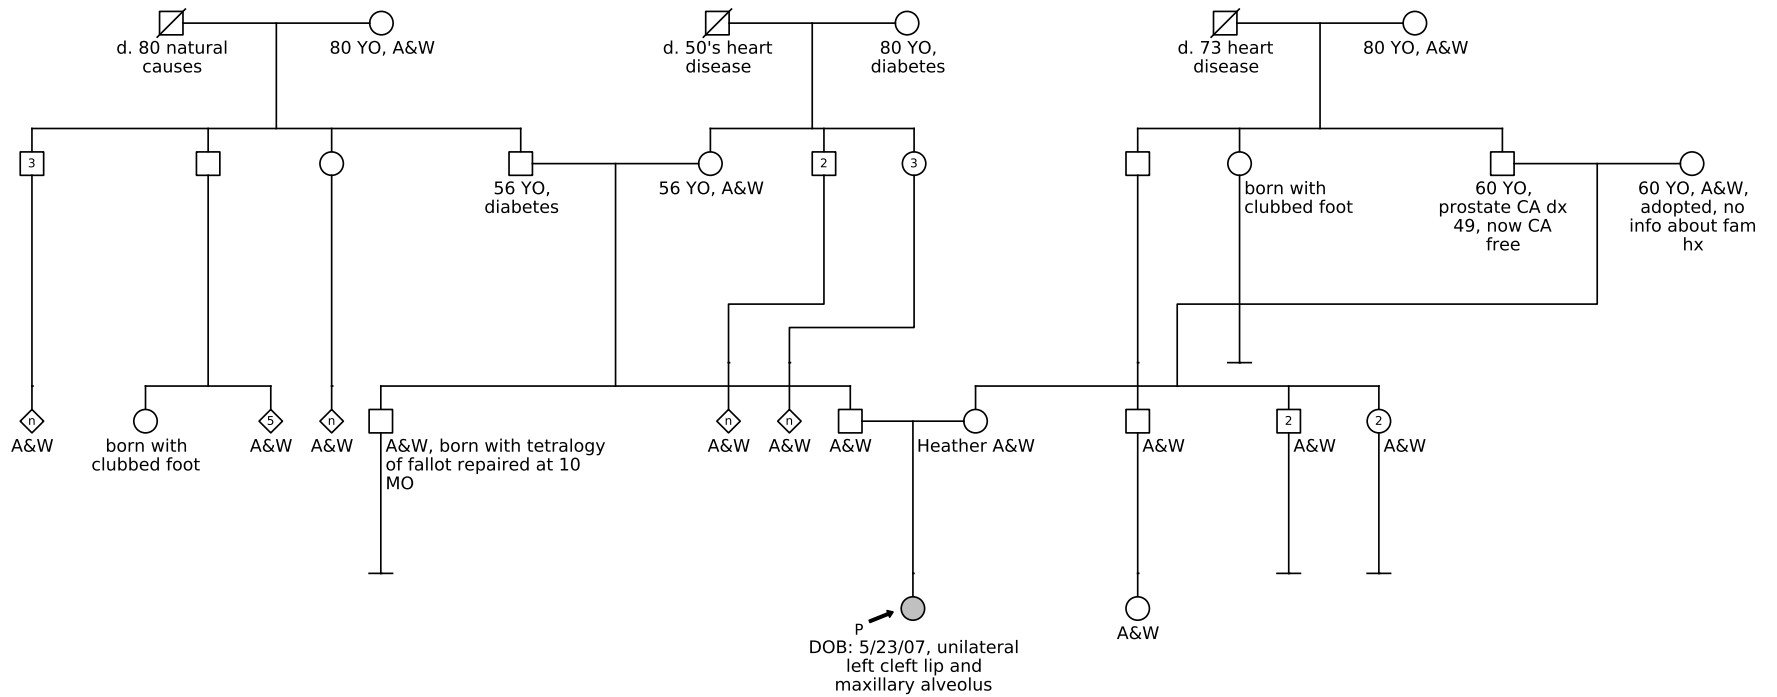 d. 80 natural
causes
80 YO, A&W
d. 50's heart
disease
80 YO,
diabetes
d. 73 heart
disease
80 YO, A&W
3
2
3
56 YO,
diabetes
56 YO, A&W
born with
clubbed foot
60 YO,
prostate CA dx
49, now CA
free
60 YO, A&W,
adopted, no
info about fam
hx
n
5
n
n
n
2
2
A&W
born with
clubbed foot
A&W
A&W
A&W, born with tetralogy
of fallot repaired at 10
MO
A&W
A&W
A&W
Heather A&W
A&W
A&W
A&W
P
DOB: 5/23/07, unilateral
left cleft lip and
maxillary alveolus
A&W